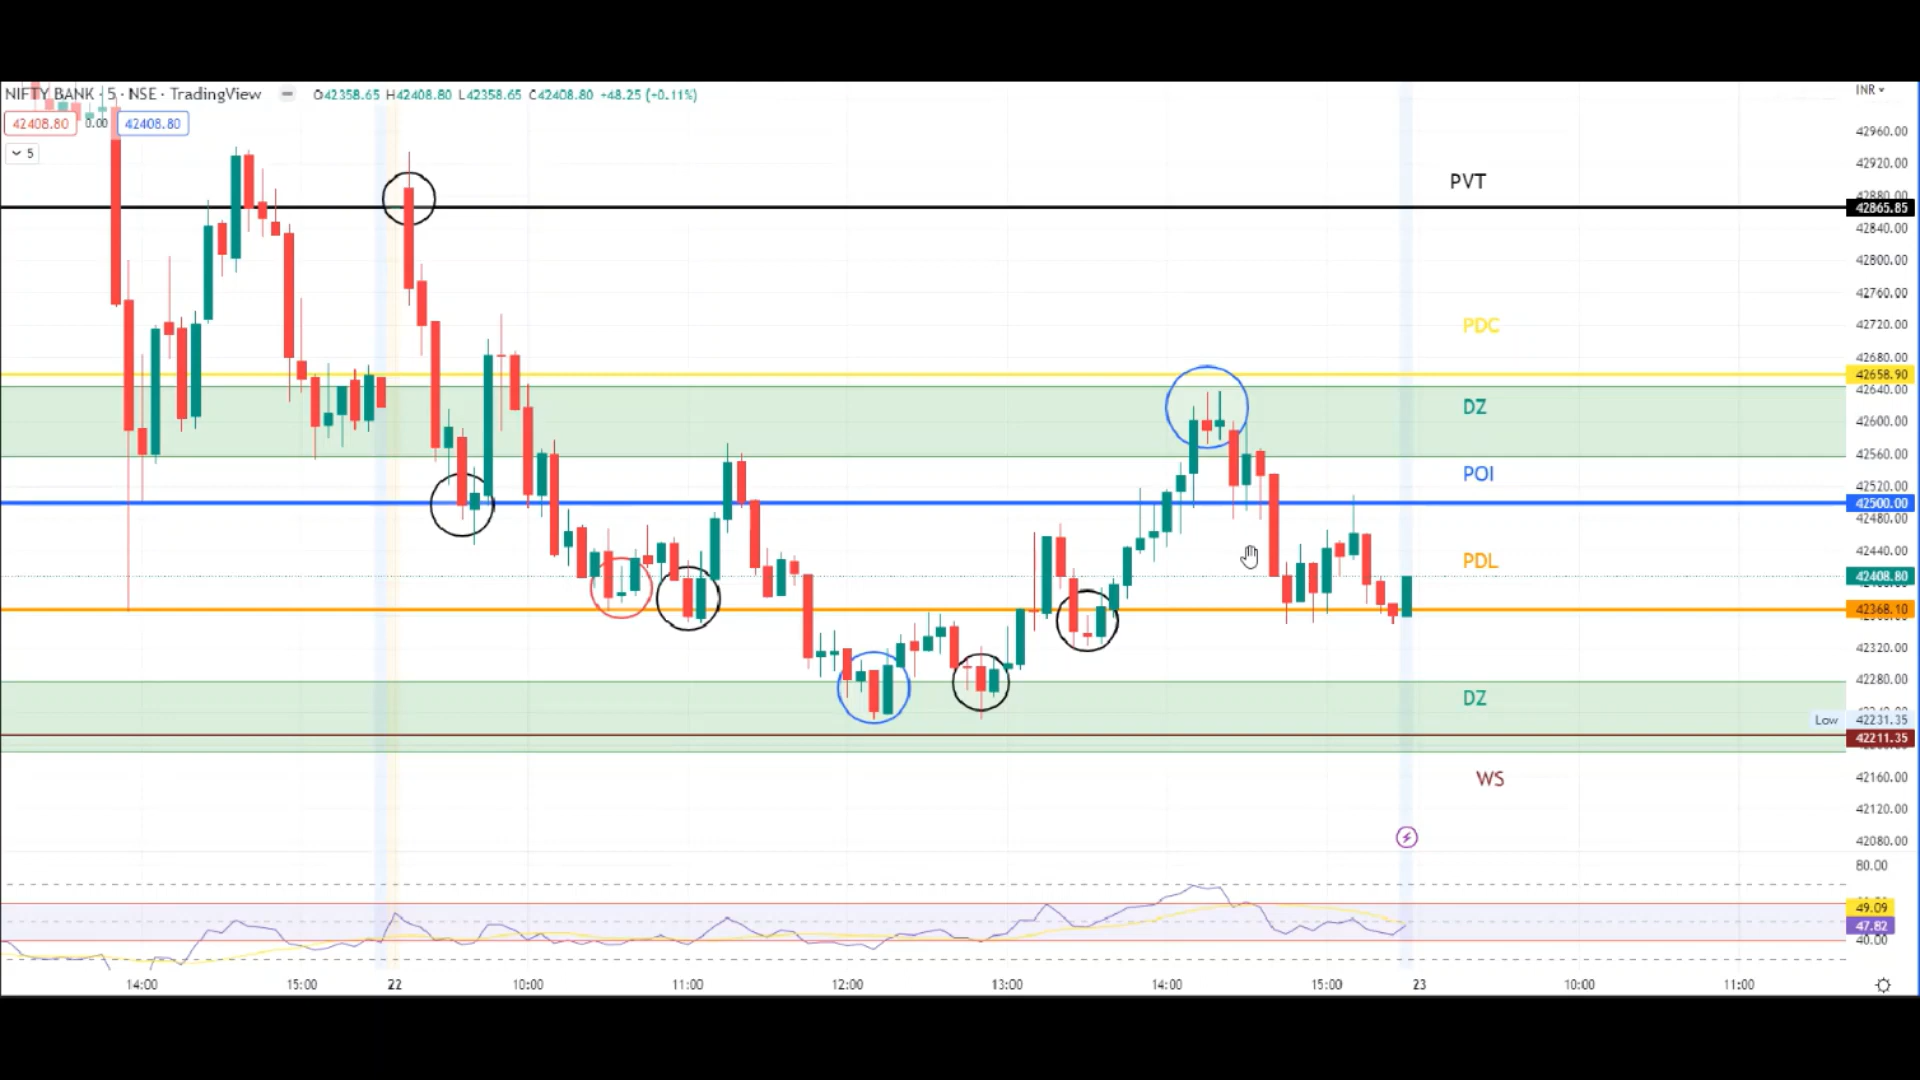 NIFTY BANK · 5 · NSE · TradingView O42358.65 H42408.80 L42358.65 C42408.80 +48.25 (+0.11%)
INR
42408.80 0.00 42408.80
5
42960.00
42920.00
PVT
42880.00
42865.85
42840.00
42800.00
42760.00
PDC
42720.00
42680.00
42658.90
42640.00
DZ
42600.00
42560.00
POI
42520.00
42500.00
42480.00
42440.00
PDL
42408.80
42368.10
42320.00
42280.00
DZ
Low 42231.35
42211.35
WS
42160.00
42120.00
42080.00
80.00
49.09
47.82
40.00
14:00 15:00 22 10:00 11:00 12:00 13:00 14:00 15:00 23 10:00 11:00